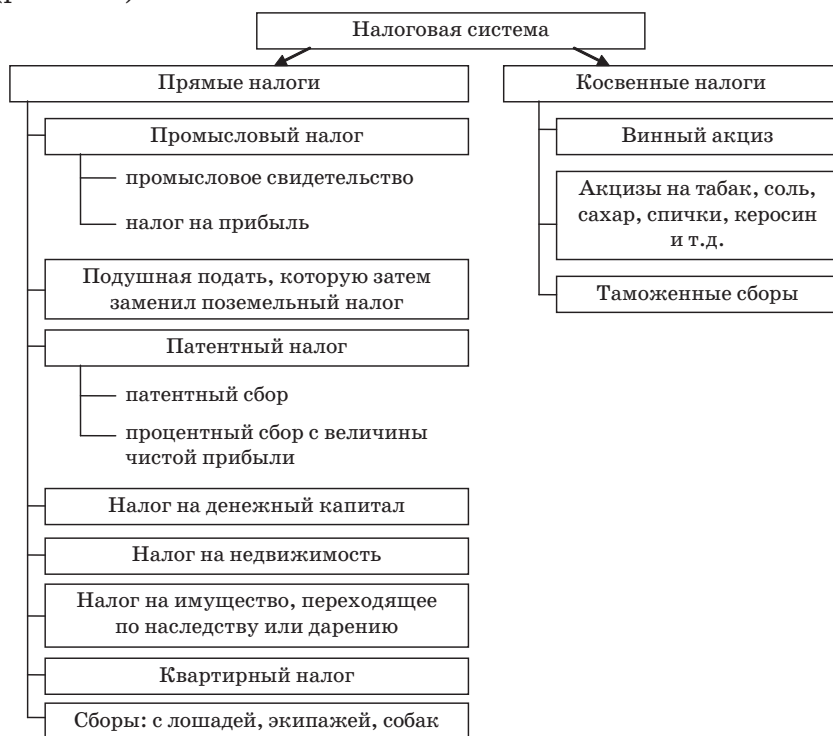 Налоговая система
Прямые налоги
Промысловый налог
промысловое свидетельство
налог на прибыль
Подушная подать, которую затем
заменил поземельный налог
Патентный налог
патентный сбор
процентный сбор с величины
чистой прибыли
Налог на денежный капитал
Налог на недвижимость
Налог на имущество, переходящее
по наследству или дарению
Квартирный налог
Сборы: с лошадей, экипажей, собак
Косвенные налоги
Винный акциз
Акцизы на табак, соль,
сахар, спички, керосин
и т.д.
Таможенные сборы